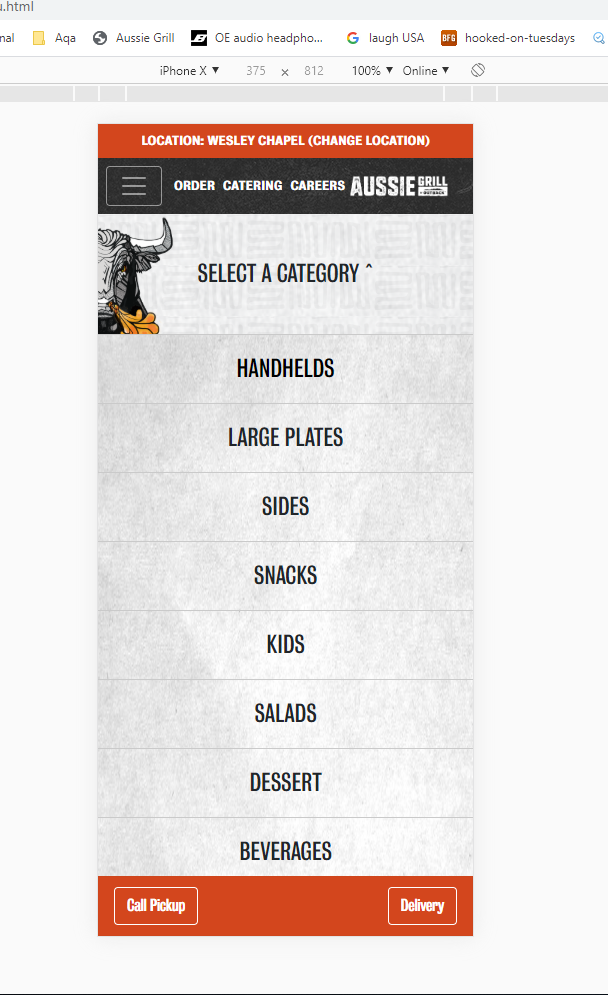 u.html
nal Aqa Aussie Grill OE audio headpho... laugh USA BFG hooked-on-tuesdays
iPhone X ▼ 375 x 812 100% ▼ Online ▼
LOCATION: WESLEY CHAPEL (CHANGE LOCATION)
ORDER CATERING CAREERS AUSSIE GRILL
SELECT A CATEGORY ^
HANDHELDS
LARGE PLATES
SIDES
SNACKS
KIDS
SALADS
DESSERT
BEVERAGES
Call Pickup Delivery